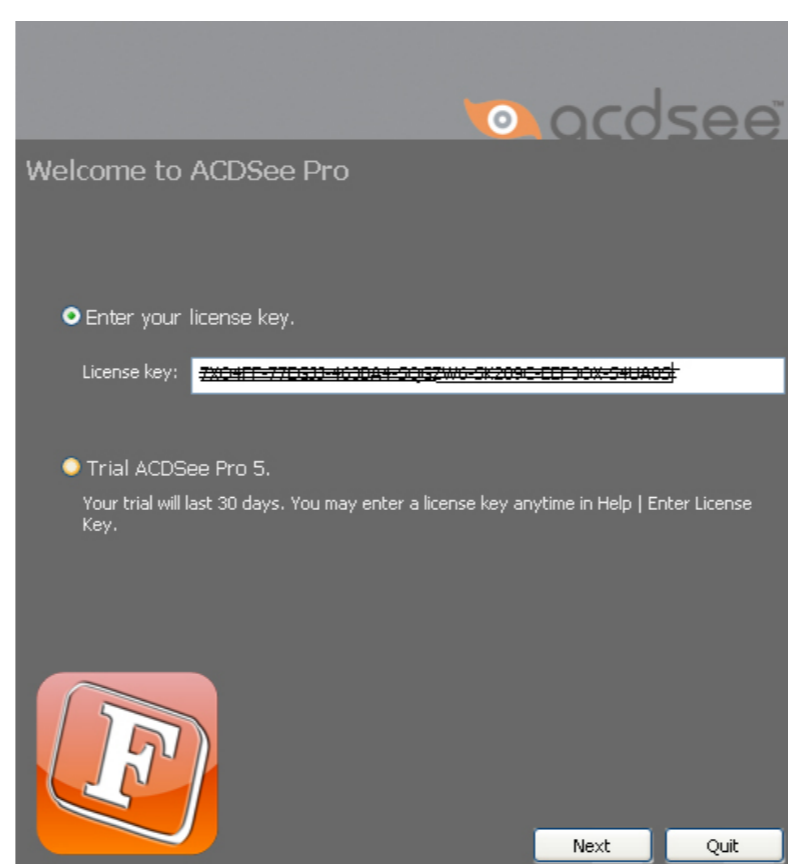 acdsee™
Welcome to ACDSee Pro
Enter your license key.
License key:
Trial ACDSee Pro 5.
Your trial will last 30 days. You may enter a license key anytime in Help | Enter License
Key.
F
Next Quit